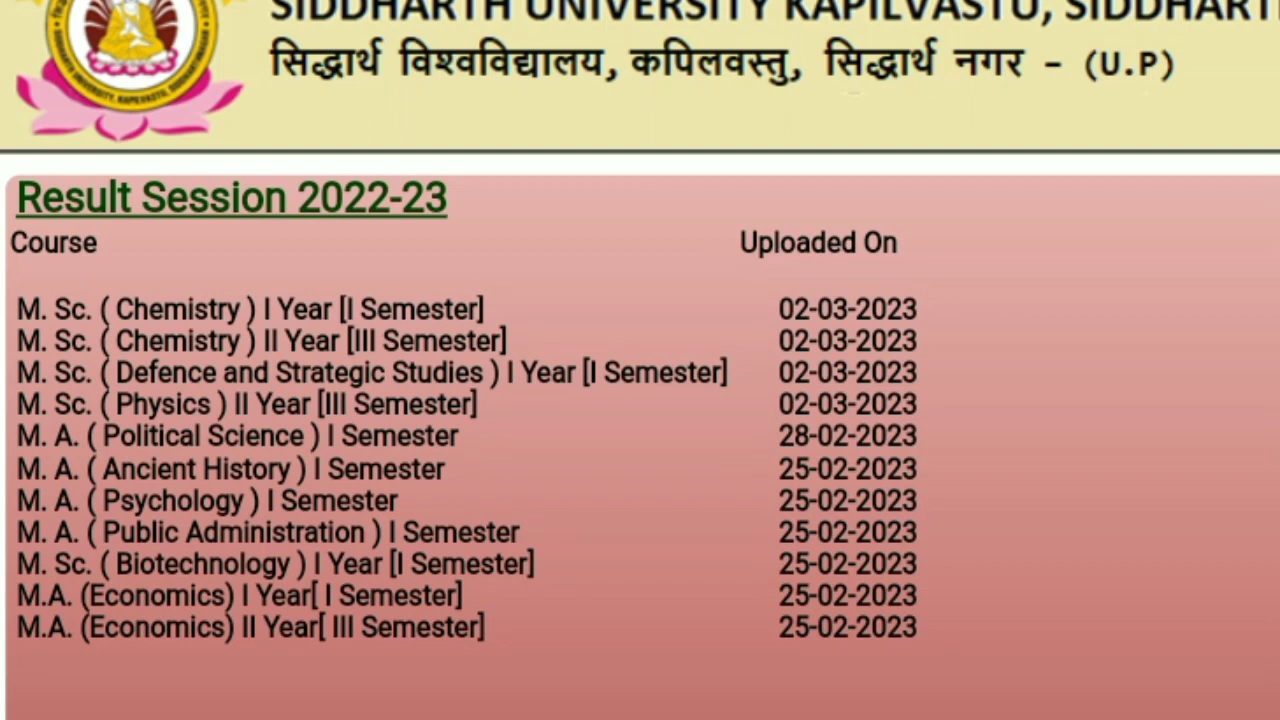 SIDDHARTH UNIVERSITY KAPILVASTU, SIDDHART
सिद्धार्थ विश्वविद्यालय, कपिलवस्तु, सिद्धार्थ नगर - (U.P)
Result Session 2022-23
Course Uploaded On
M. Sc. ( Chemistry ) I Year [I Semester] 02-03-2023
M. Sc. ( Chemistry ) II Year [III Semester] 02-03-2023
M. Sc. ( Defence and Strategic Studies ) I Year [I Semester] 02-03-2023
M. Sc. ( Physics ) II Year [III Semester] 02-03-2023
M. A. ( Political Science ) I Semester 28-02-2023
M. A. ( Ancient History ) I Semester 25-02-2023
M. A. ( Psychology ) I Semester 25-02-2023
M. A. ( Public Administration ) I Semester 25-02-2023
M. Sc. ( Biotechnology ) I Year [I Semester] 25-02-2023
M.A. (Economics) I Year[ I Semester] 25-02-2023
M.A. (Economics) II Year[ III Semester] 25-02-2023